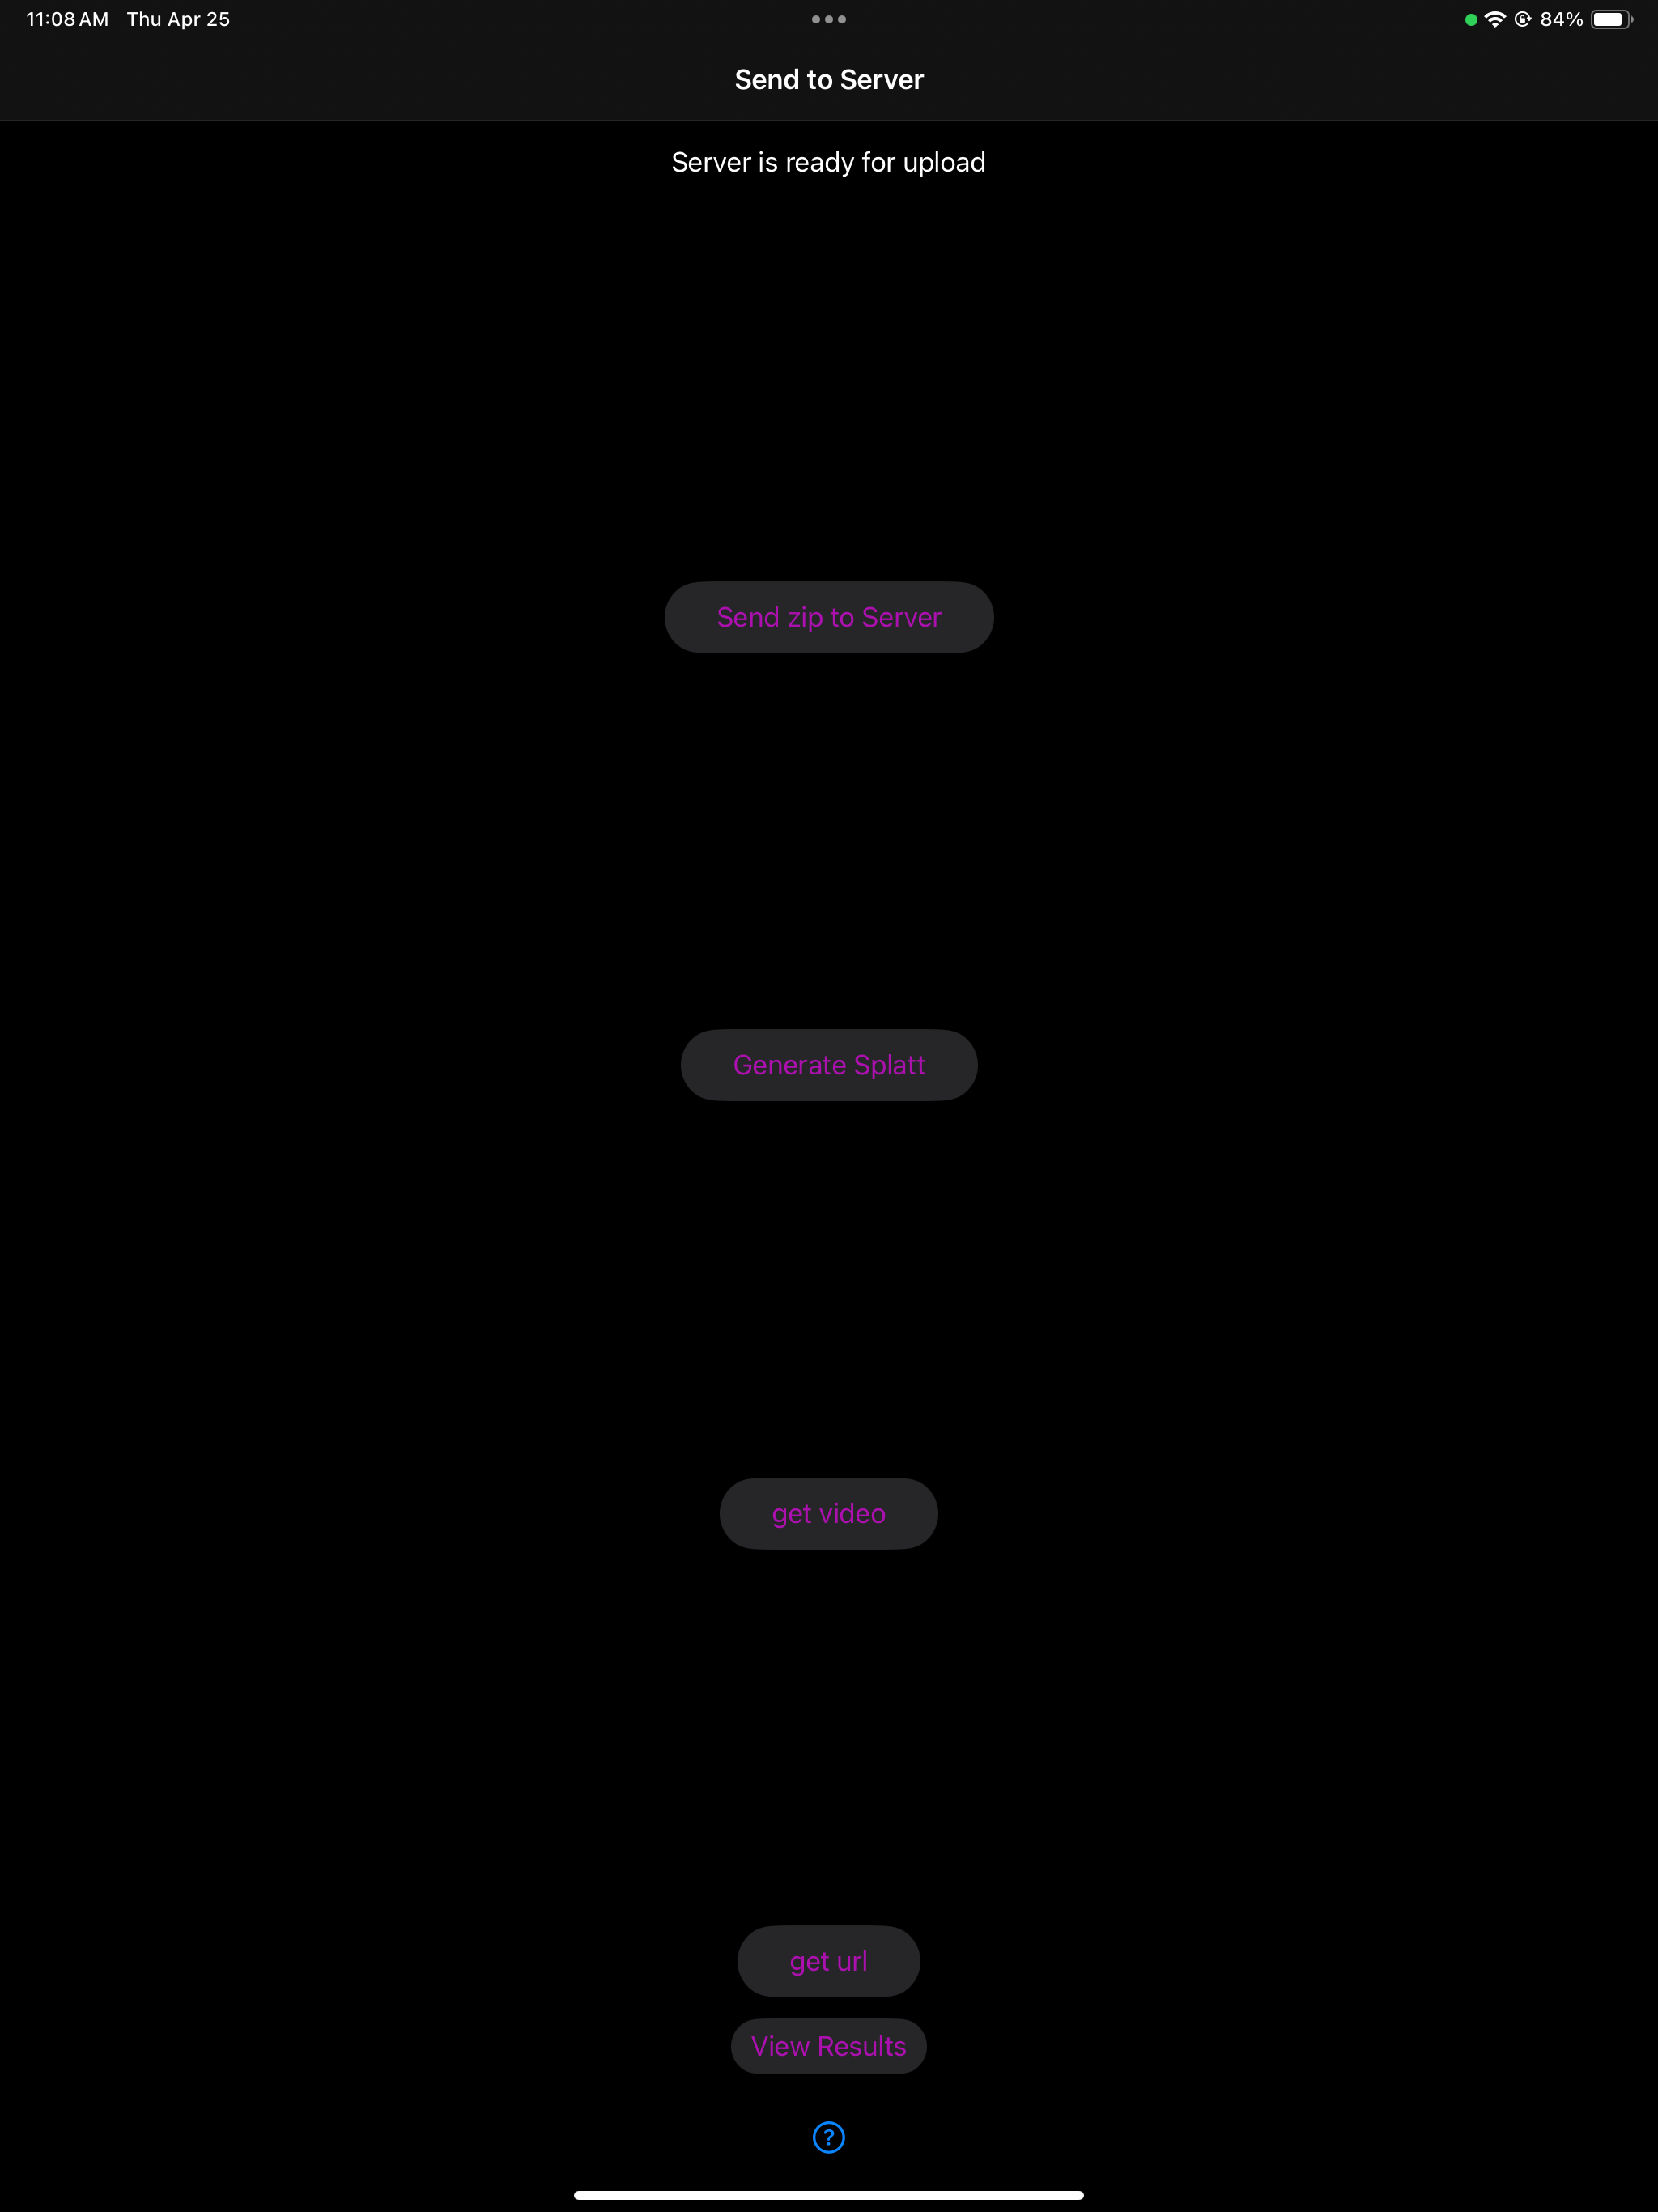 11:08 AM Thu Apr 25
84%
Send to Server
Server is ready for upload
Send zip to Server
Generate Splatt
get video
get url
View Results
?